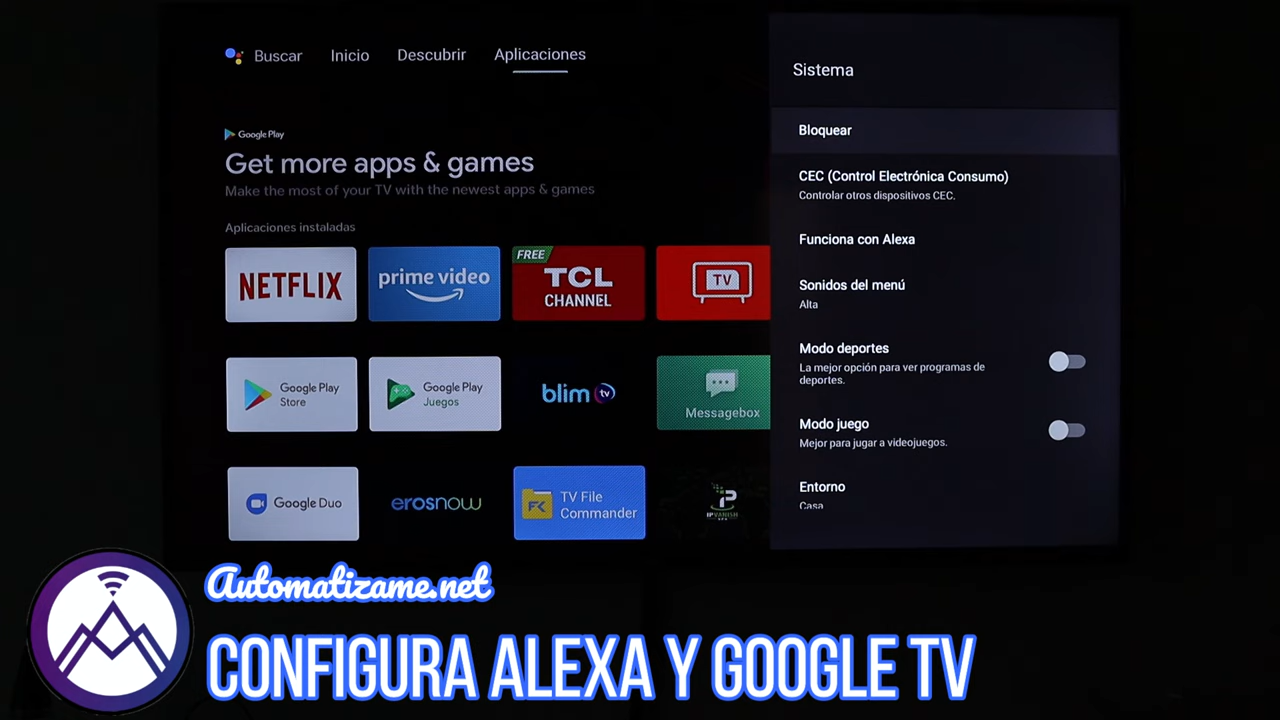 Buscar
Inicio
Descubrir
Aplicaciones
Google Play
Get more apps & games
Make the most of your TV with the newest apps & games
Aplicaciones instaladas
NETFLIX
prime video
FREE
TCL
CHANNEL
TV
Google Play
Store
Google Play
Juegos
blim tv
Messagebox
Google Duo
erosnow
TV File
Commander
IPVANISH
Sistema
Bloquear
CEC (Control Electrónica Consumo)
Controlar otros dispositivos CEC.
Funciona con Alexa
Sonidos del menú
Alta
Modo deportes
La mejor opción para ver programas de
deportes.
Modo juego
Mejor para jugar a videojuegos.
Entorno
Casa
Automatizame.net
CONFIGURA ALEXA Y GOOGLE TV